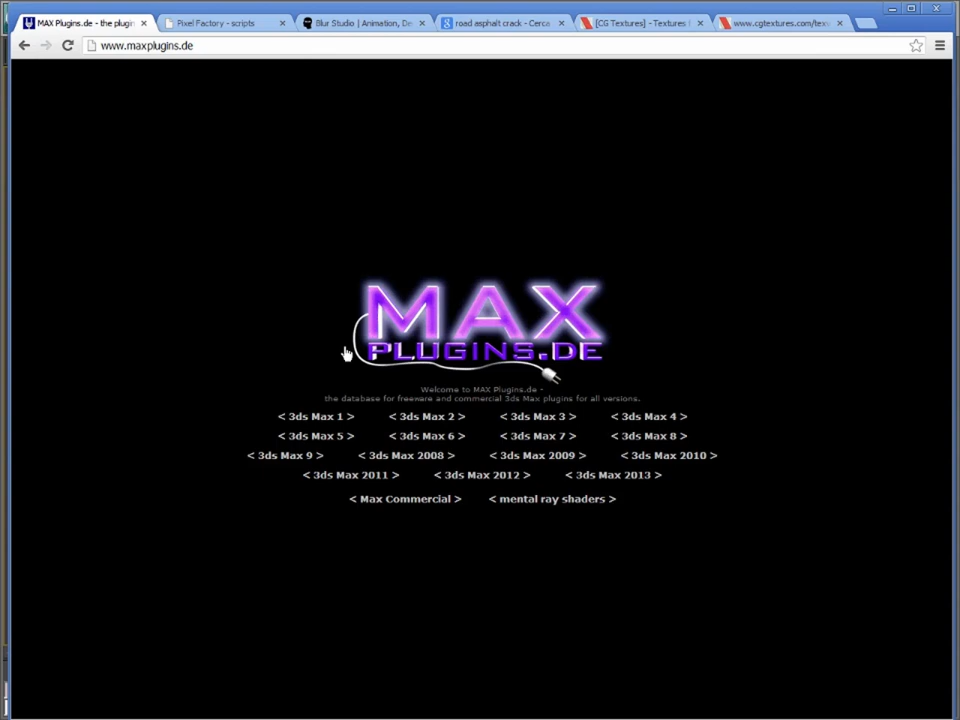 MAX Plugins.de - the plugin
Pixel Factory - scripts
Blur Studio | Animation, De
road asphalt crack - Cerca
[CG Textures] - Textures
www.cgtextures.com/tex
www.maxplugins.de
MAX
PLUGINS.DE
Welcome to MAX Plugins.de -
the database for freeware and commercial 3ds Max plugins for all versions.
< 3ds Max 1 > < 3ds Max 2 > < 3ds Max 3 > < 3ds Max 4 >
< 3ds Max 5 > < 3ds Max 6 > < 3ds Max 7 > < 3ds Max 8 >
< 3ds Max 9 > < 3ds Max 2008 > < 3ds Max 2009 > < 3ds Max 2010 >
< 3ds Max 2011 > < 3ds Max 2012 > < 3ds Max 2013 >
< Max Commercial > < mental ray shaders >